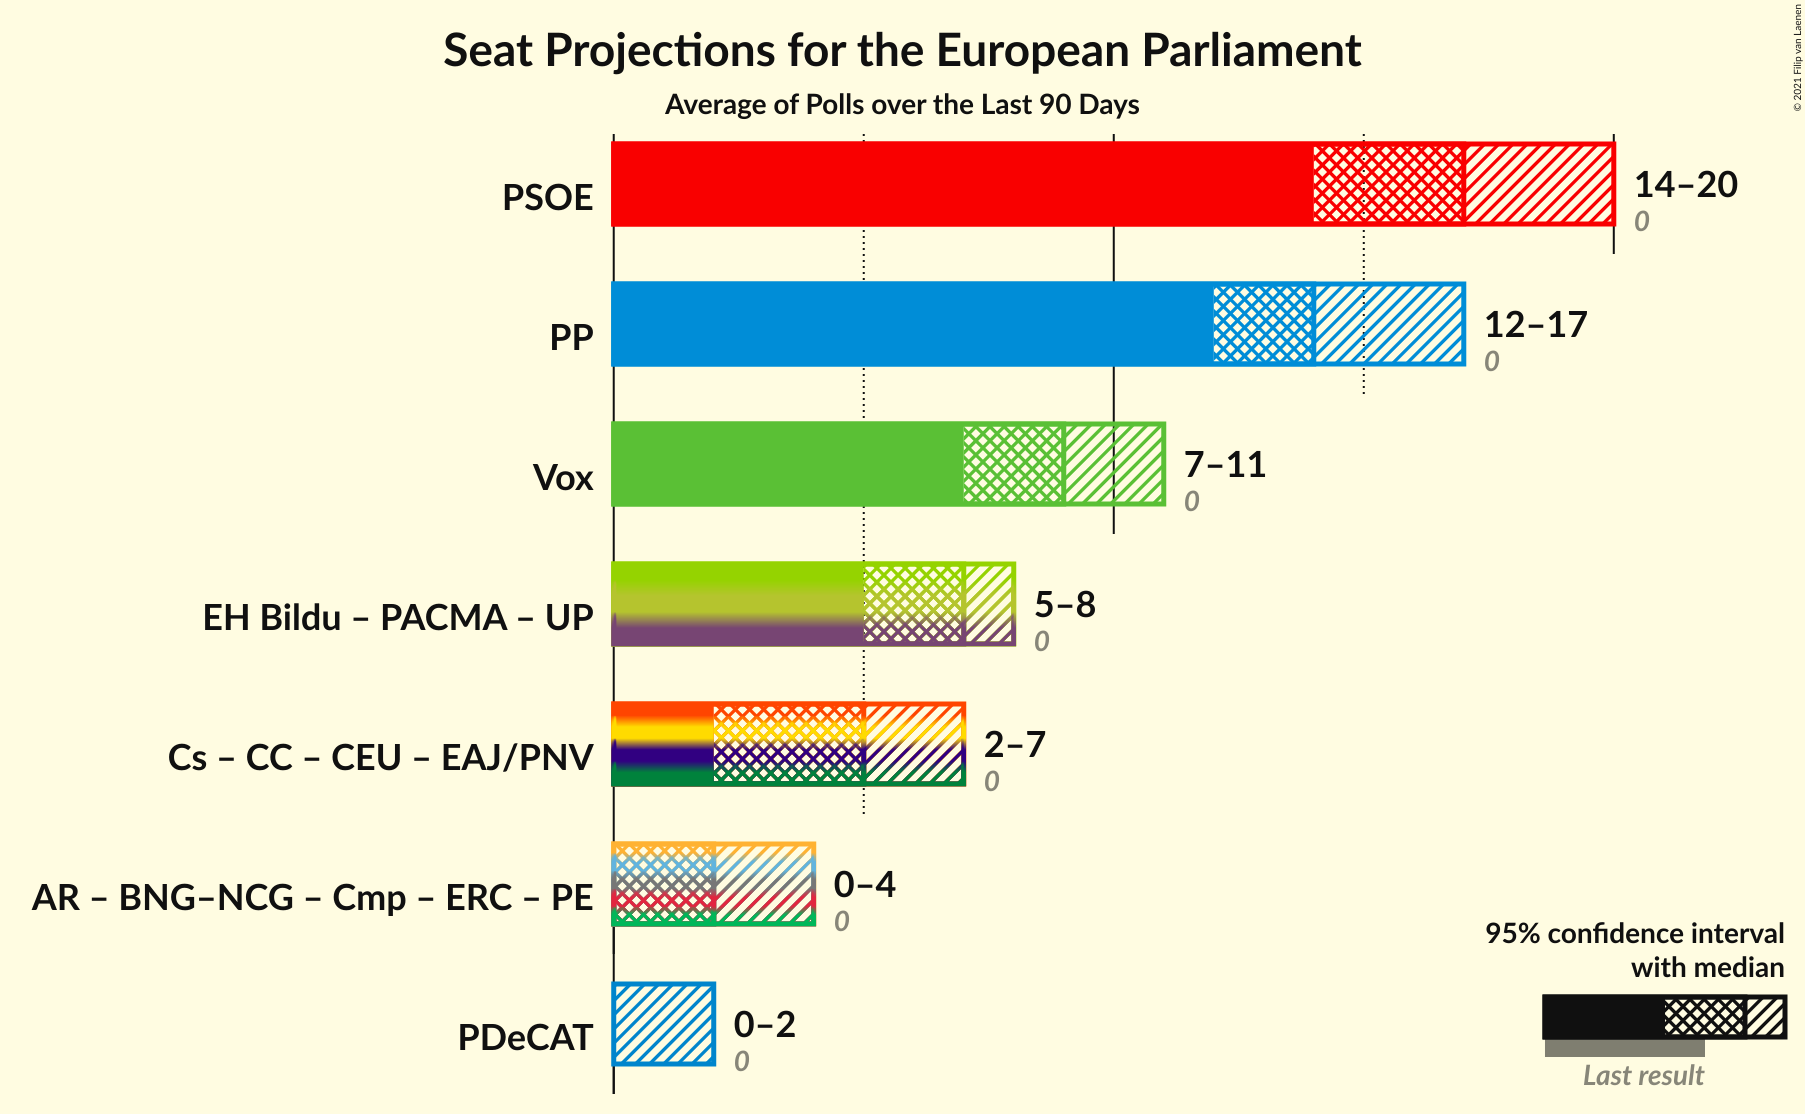 Seat Projections for the European Parliament
Average of Polls over the Last 90 Days
© 2021 Filip van Laenen
PSOE
14–20
0
PP
12–17
0
Vox
7–11
0
EH Bildu – PACMA – UP
5–8
0
Cs – CC – CEU – EAJ/PNV
2–7
0
AR – BNG–NCG – Cmp – ERC – PE
0–4
0
PDeCAT
0–2
0
95% confidence interval
with median
Last result